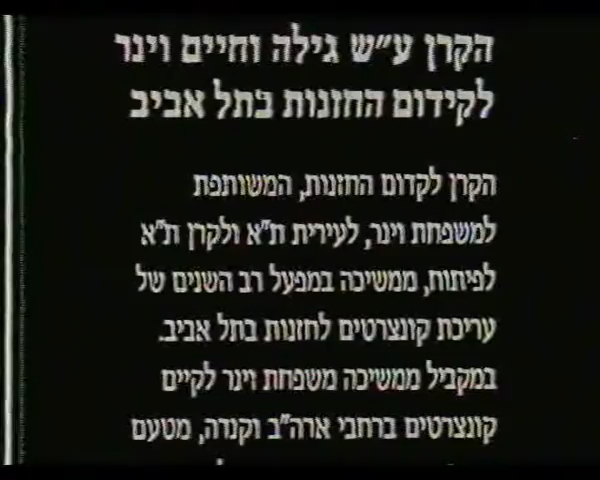 הקרן ע״ש גילה וחיים וינר
לקידום החזנות בתל אביב
הקרן לקדום החזנות, המשותפת
למשפחת וינר, לעירית ת"א ולקרן ת"א
לפיתות, ממשיכה במפעל רב השנים של
עריכת קונצרטים לחזנות בתל אביב.
במקביל ממשיכה משפחת וינר לקיים
קונצרטים ברחבי ארה"ב וקנדה, מטעם